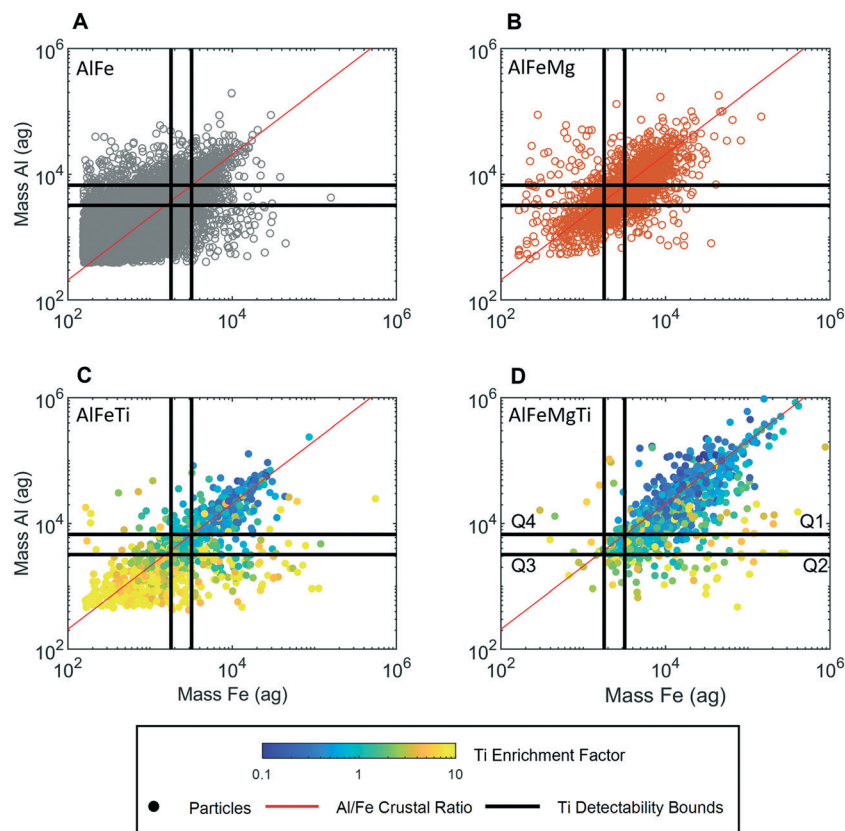 A
B
AlFe
AlFeMg
10^6
10^4
10^2
Mass Al (ag)
10^2
10^4
10^6
10^6
10^4
10^2
10^2
10^4
10^6
C
D
AlFeTi
AlFeMgTi
10^6
10^4
10^2
Mass Al (ag)
10^2
10^4
10^6
Mass Fe (ag)
10^6
10^4
10^2
Q4
Q1
Q3
Q2
10^2
10^4
10^6
Mass Fe (ag)
0.1
1
10
Ti Enrichment Factor
Particles
Al/Fe Crustal Ratio
Ti Detectability Bounds